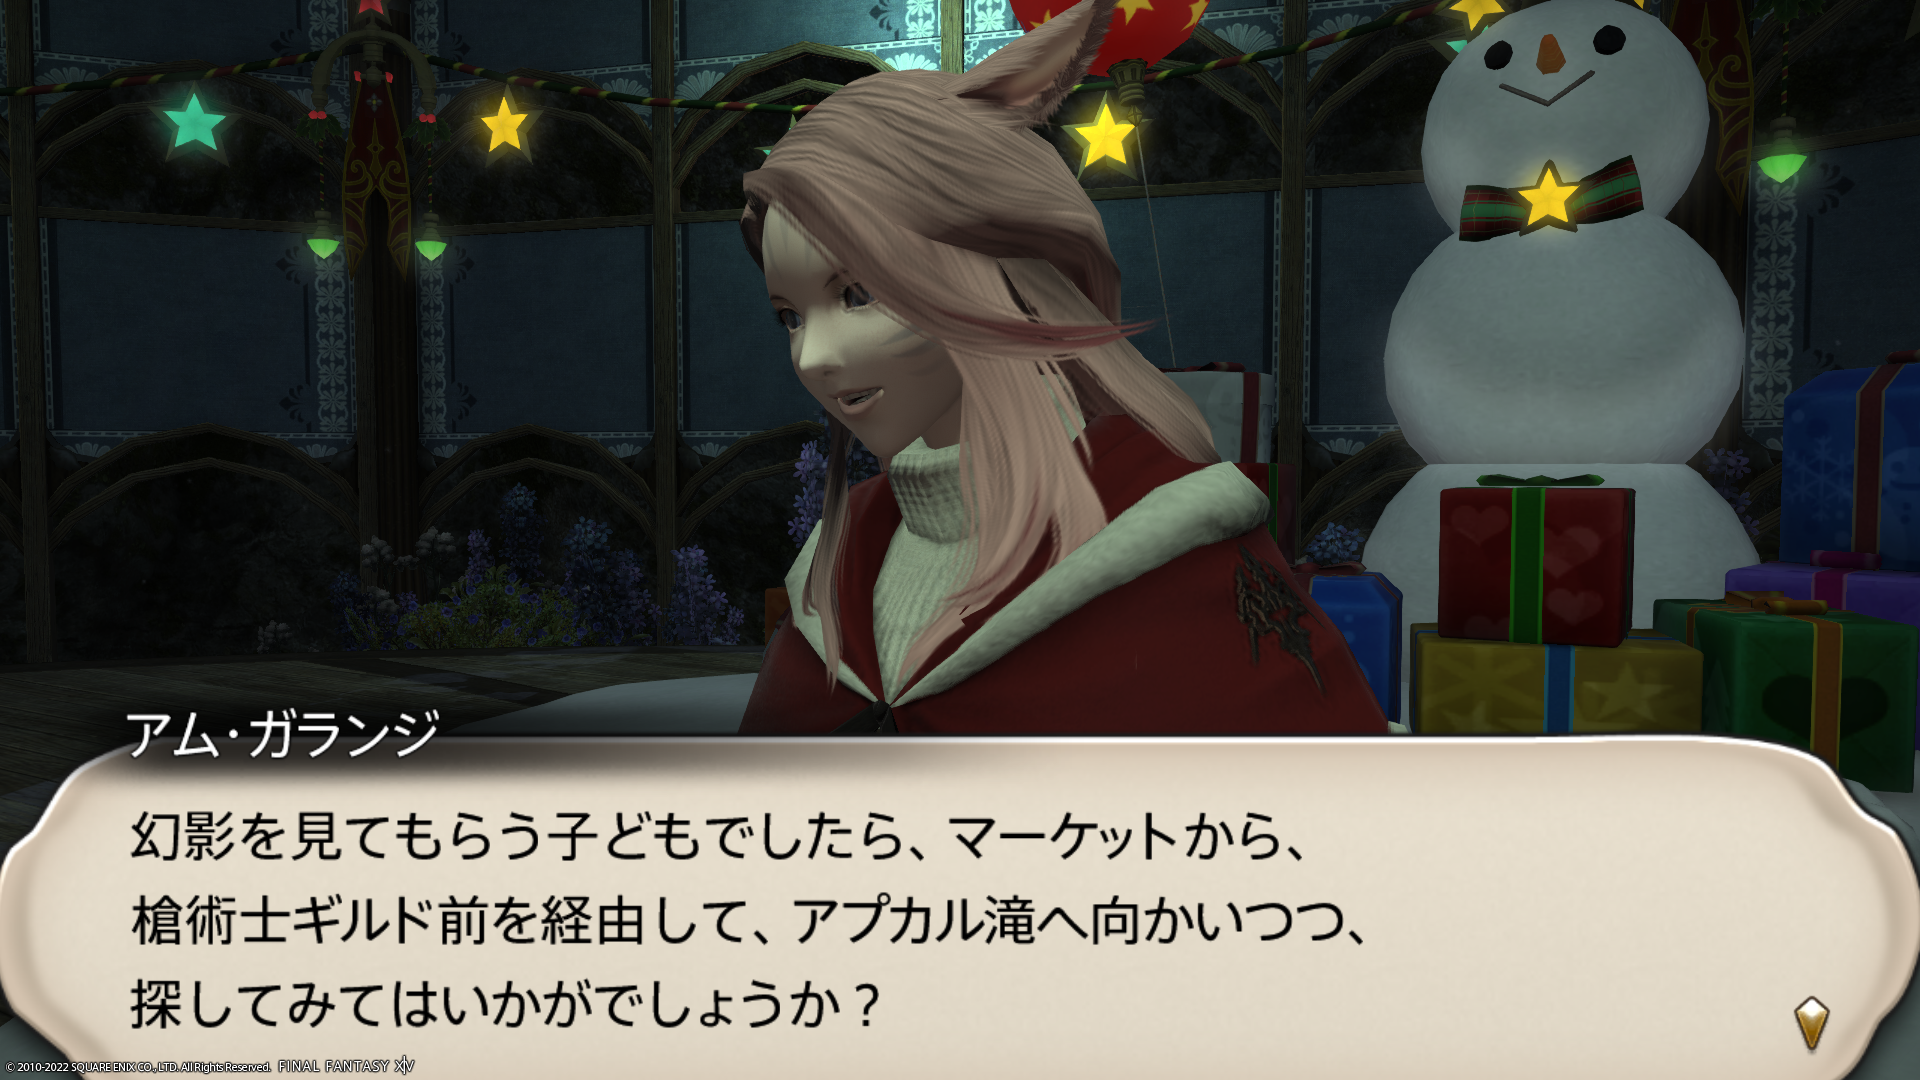 アム・ガランジ
幻影を見てもらう子どもでしたら、マーケットから、
槍術士ギルド前を経由して、アプカル滝へ向かいつつ、
探してみてはいかがでしょうか？
© 2010-2022 SQUARE ENIX CO., LTD. All Rights Reserved. FINAL FANTASY XIV